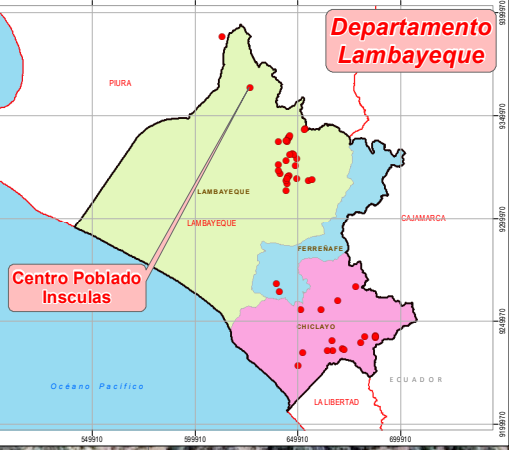 Departamento
Lambayeque
PIURA
LAMBAYEQUE
LAMBAYEQUE
CAJAMARCA
FERREÑAFE
Centro Poblado
Insculas
CHICLAYO
Océano Pacífico
ECUADOR
LA LIBERTAD
9399970
9349970
9299970
9249970
9199970
549910
599910
649910
699910